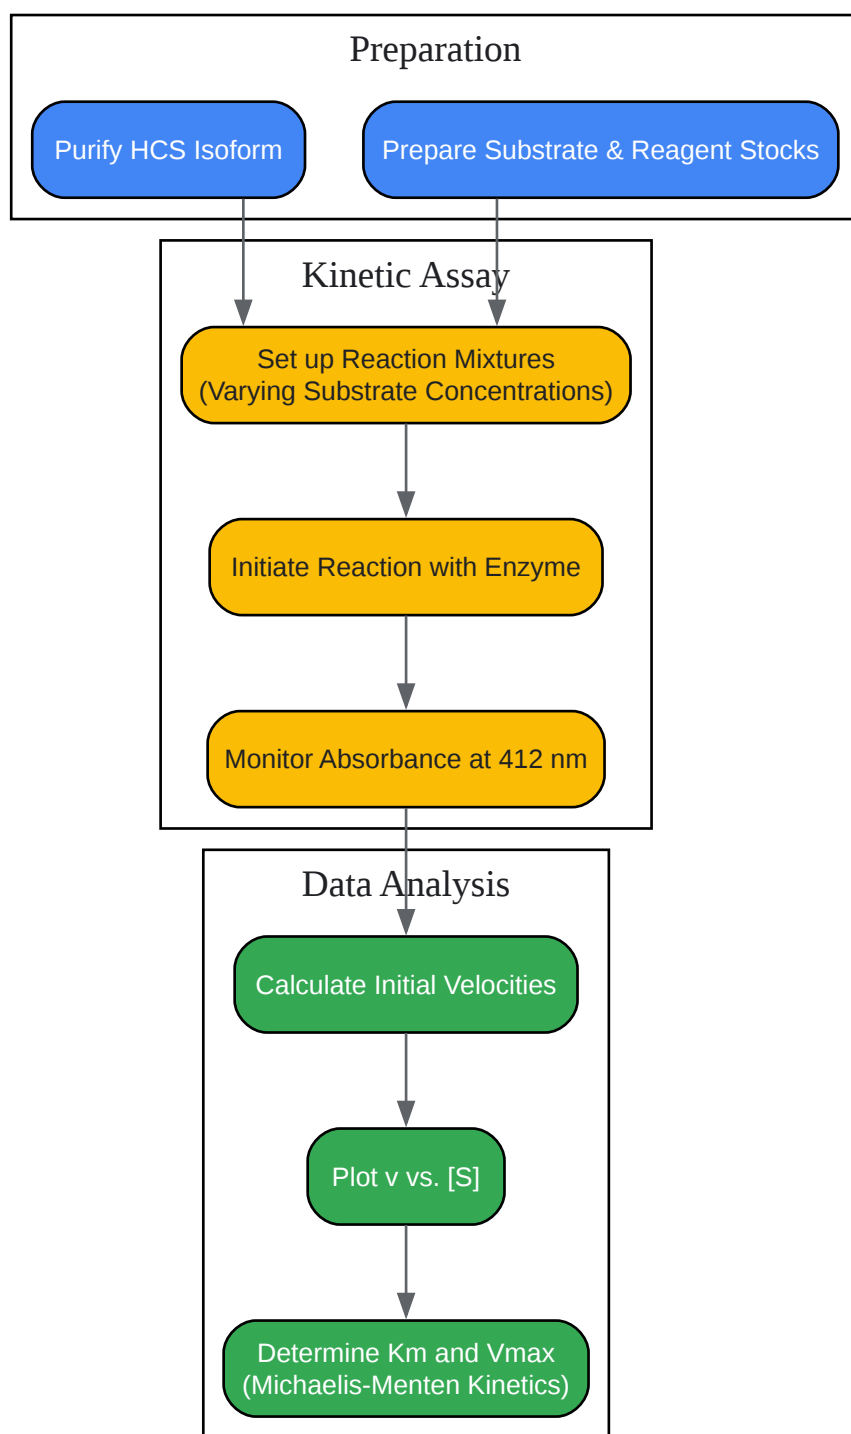 Preparation
Purify HCS Isoform
Prepare Substrate & Reagent Stocks
Kinetic Assay
Set up Reaction Mixtures
(Varying Substrate Concentrations)
Initiate Reaction with Enzyme
Monitor Absorbance at 412 nm
Data Analysis
Calculate Initial Velocities
Plot v vs. [S]
Determine Km and Vmax
(Michaelis-Menten Kinetics)